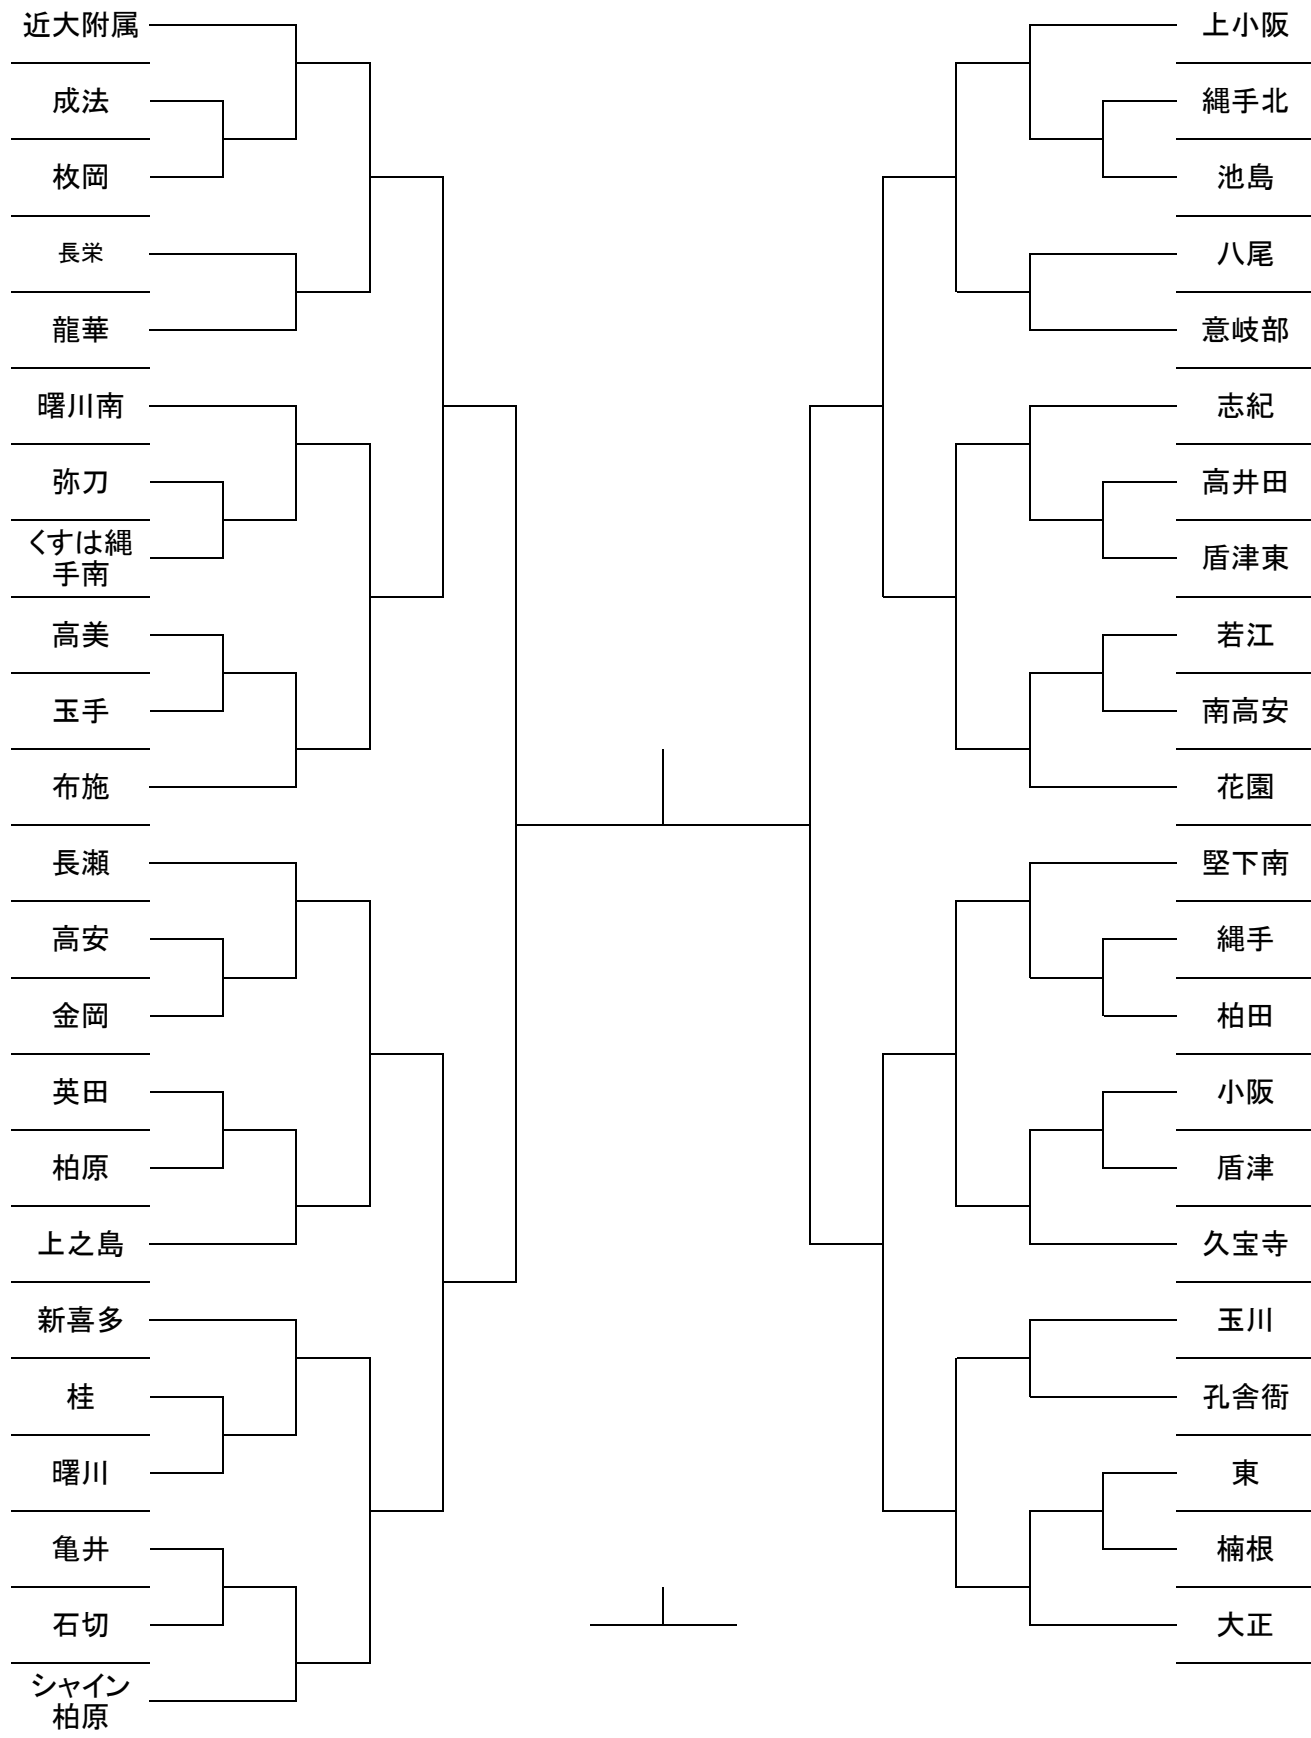 近大附属
成法
枚岡
長栄
龍華
曙川南
弥刀
くすは縄
手南
高美
玉手
布施
長瀬
高安
金岡
英田
柏原
上之島
新喜多
桂
曙川
亀井
石切
シャイン
柏原
上小阪
縄手北
池島
八尾
意岐部
志紀
高井田
盾津東
若江
南高安
花園
堅下南
縄手
柏田
小阪
盾津
久宝寺
玉川
孔舎衙
東
楠根
大正